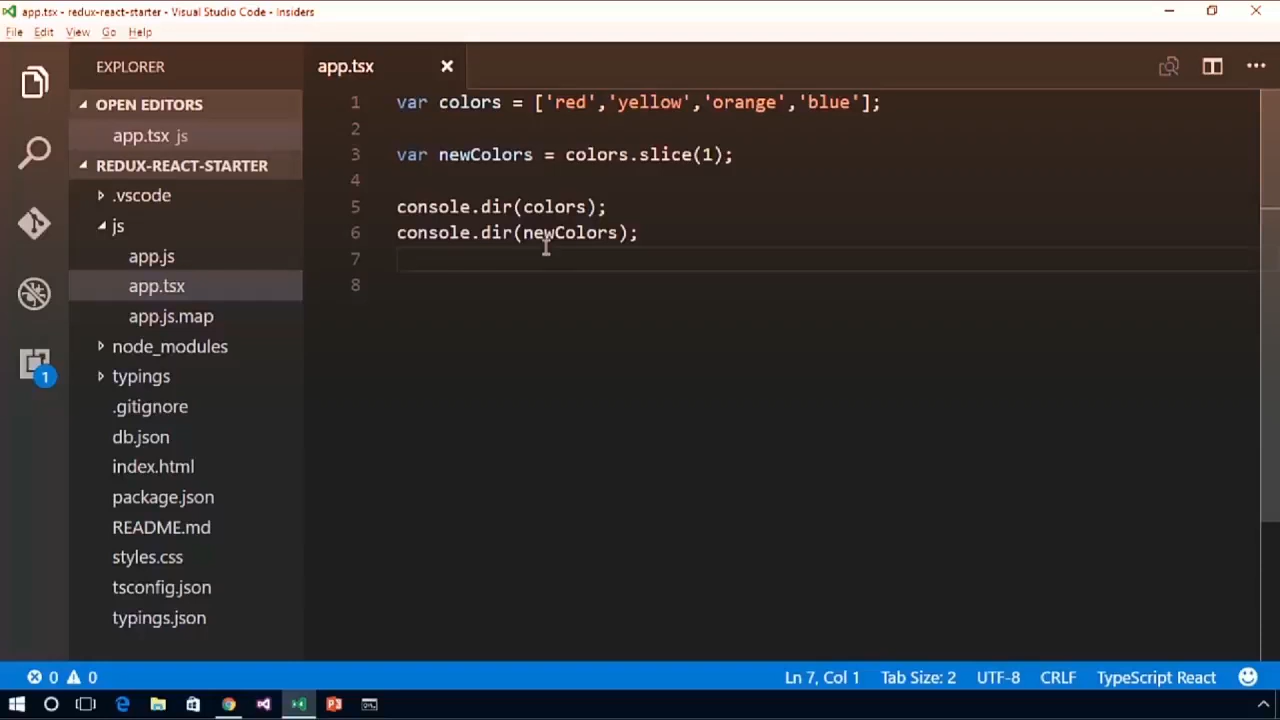 app.tsx - redux-react-starter - Visual Studio Code - Insiders
File Edit View Go Help
EXPLORER
OPEN EDITORS
app.tsx js
REDUX-REACT-STARTER
.vscode
js
app.js
app.tsx
app.js.map
node_modules
typings
.gitignore
db.json
index.html
package.json
README.md
styles.css
tsconfig.json
typings.json
1
app.tsx
1 var colors = ['red','yellow','orange','blue'];
2
3 var newColors = colors.slice(1);
4
5 console.dir(colors);
6 console.dir(newColors);
7
8
0 0 Ln 7, Col 1 Tab Size: 2 UTF-8 CRLF TypeScript React